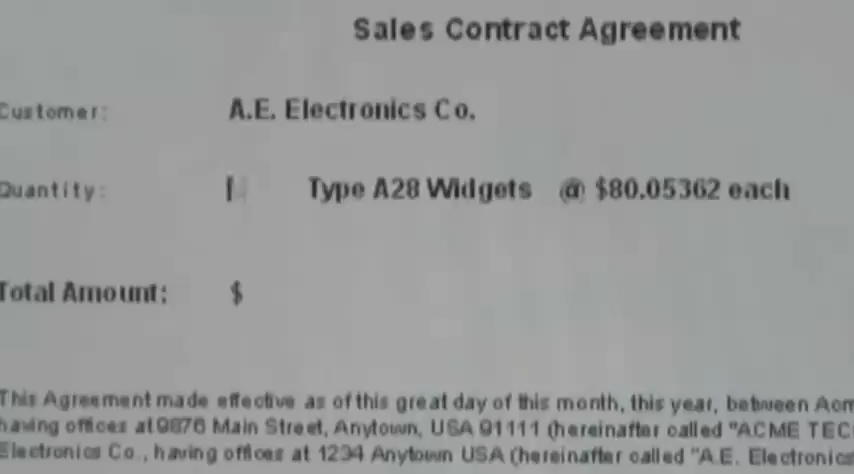 Sales Contract Agreement
Customer: A.E. Electronics Co.
Quantity: Type A28 Widgets @ $80.05362 each
Total Amount: $
This Agreement made effective as of this great day of this month, this year, between Acm
having offices at 9876 Main Street, Anytown, USA 91111 (hereinafter called "ACME TEC
Electronics Co., having offices at 1234 Anytown USA (hereinafter called "A.E. Electronics